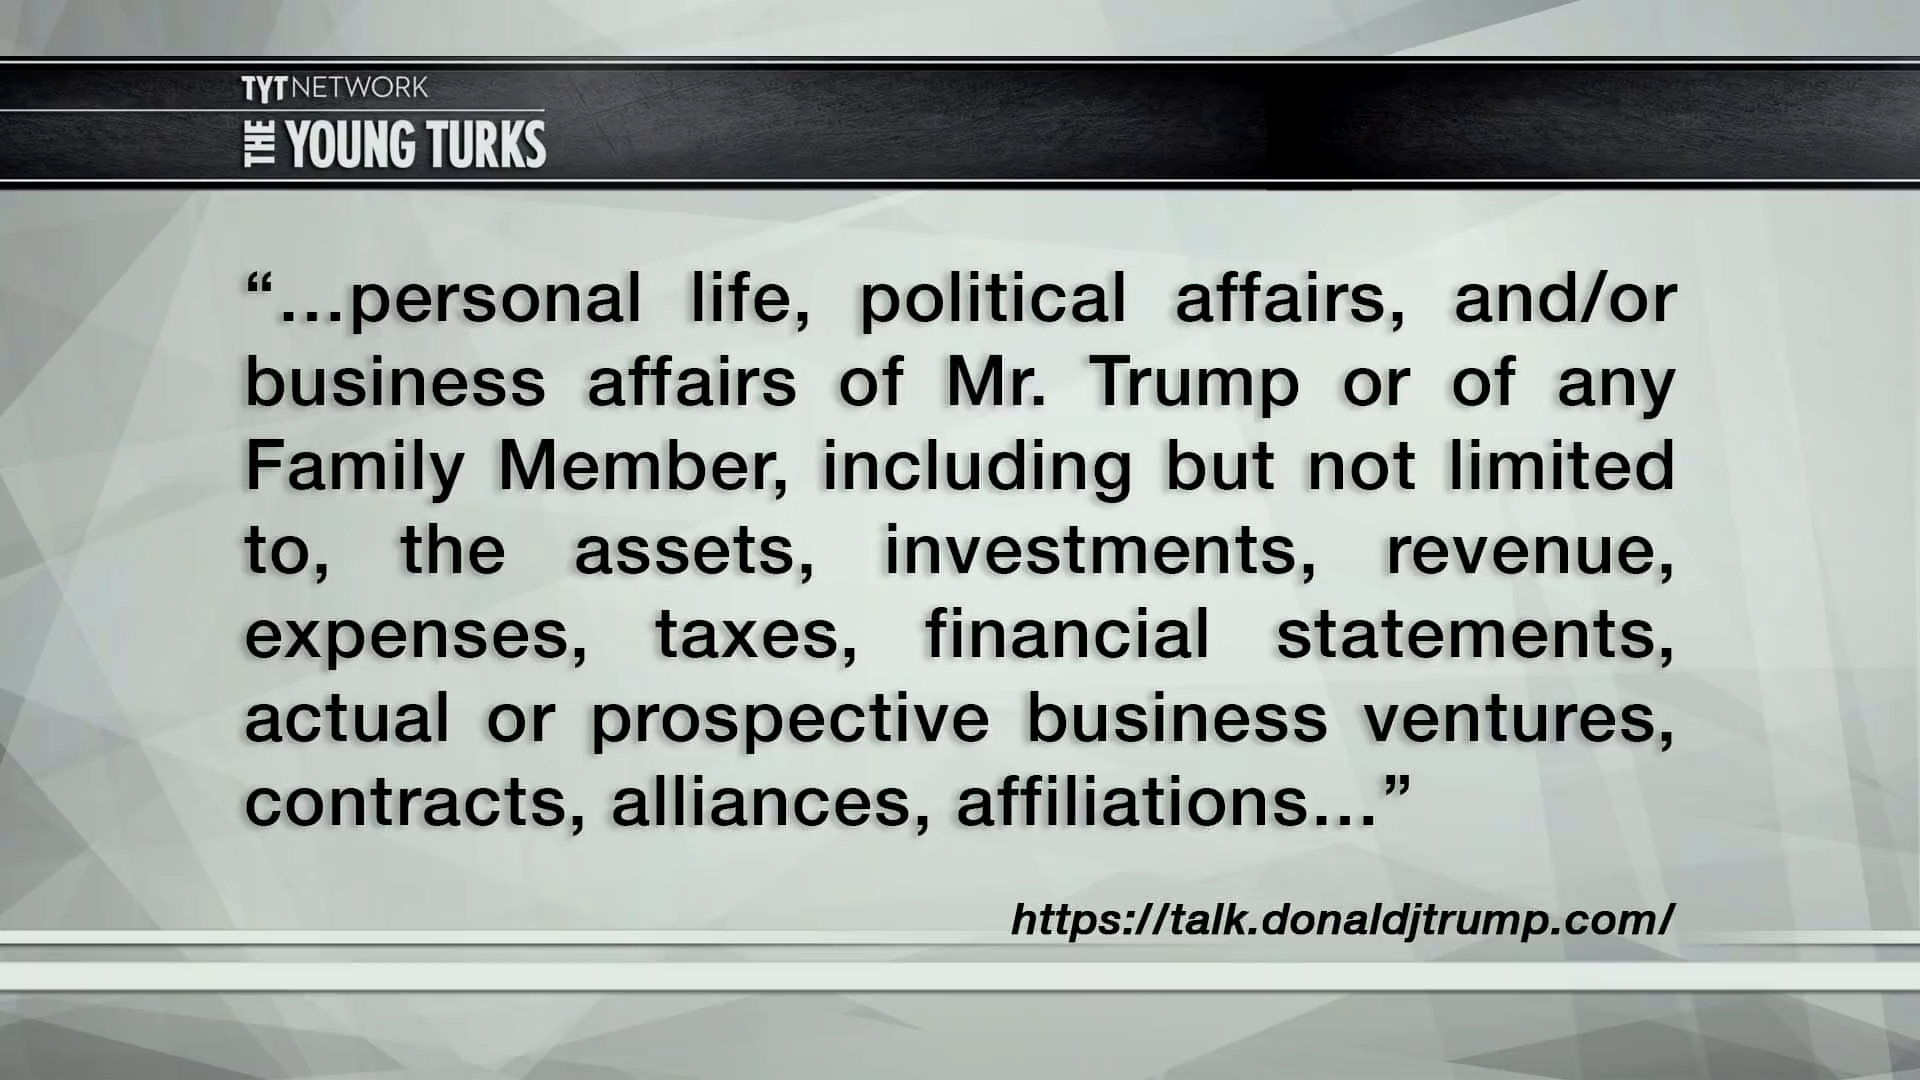 TYT NETWORK
THE YOUNG TURKS
“...personal life, political affairs, and/or
business affairs of Mr. Trump or of any
Family Member, including but not limited
to, the assets, investments, revenue,
expenses, taxes, financial statements,
actual or prospective business ventures,
contracts, alliances, affiliations...”
https://talk.donaldjtrump.com/